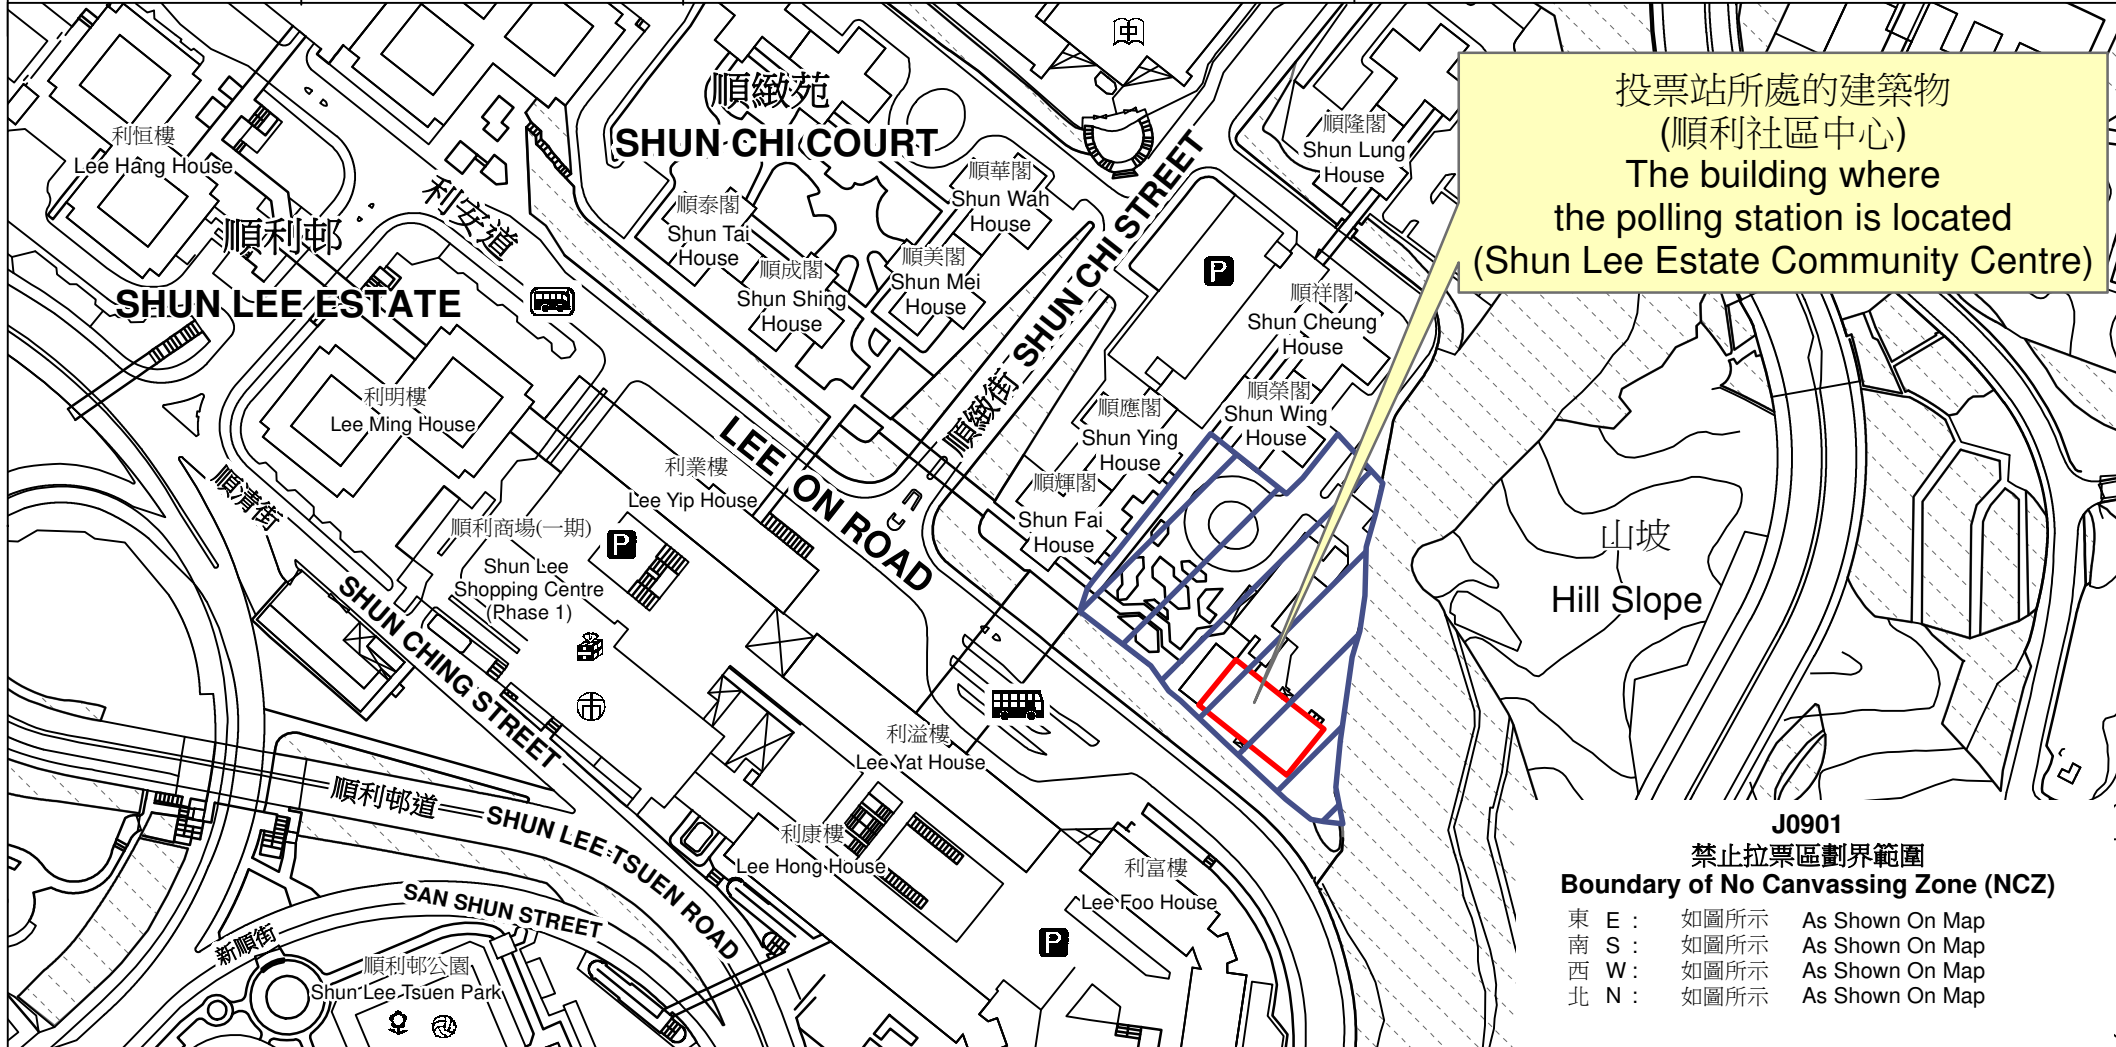 投票站所處的建築物
(順利社區中心)
The building where
the polling station is located
(Shun Lee Estate Community Centre)
中
順緻苑
SHUN CHI COURT
利恒樓
Lee Hang House
順利邨
SHUN LEE ESTATE
利安道
順泰閣
Shun Tai
House
順成閣
Shun Shing
House
順美閣
Shun Mei
House
順華閣
Shun Wah
House
順隆閣
Shun Lung
House
順緻街 SHUN CHI STREET
P
順祥閣
Shun Cheung
House
順榮閣
Shun Wing
House
順應閣
Shun Ying
House
順輝閣
Shun Fai
House
利明樓
Lee Ming House
利業樓
Lee Yip House
LEE ON ROAD
順清街
SHUN CHING STREET
順利商場(一期)
Shun Lee
Shopping Centre
(Phase 1)
P
市
山坡
Hill Slope
利溢樓
Lee Yat House
利康樓
Lee Hong House
利富樓
Lee Foo House
P
順利邨道 SHUN LEE TSUEN ROAD
新順街
SAN SHUN STREET
順利邨公園
Shun Lee Tsuen Park
J0901
禁止拉票區劃界範圍
Boundary of No Canvassing Zone (NCZ)
東 E : 如圖所示 As Shown On Map
南 S : 如圖所示 As Shown On Map
西 W : 如圖所示 As Shown On Map
北 N : 如圖所示 As Shown On Map